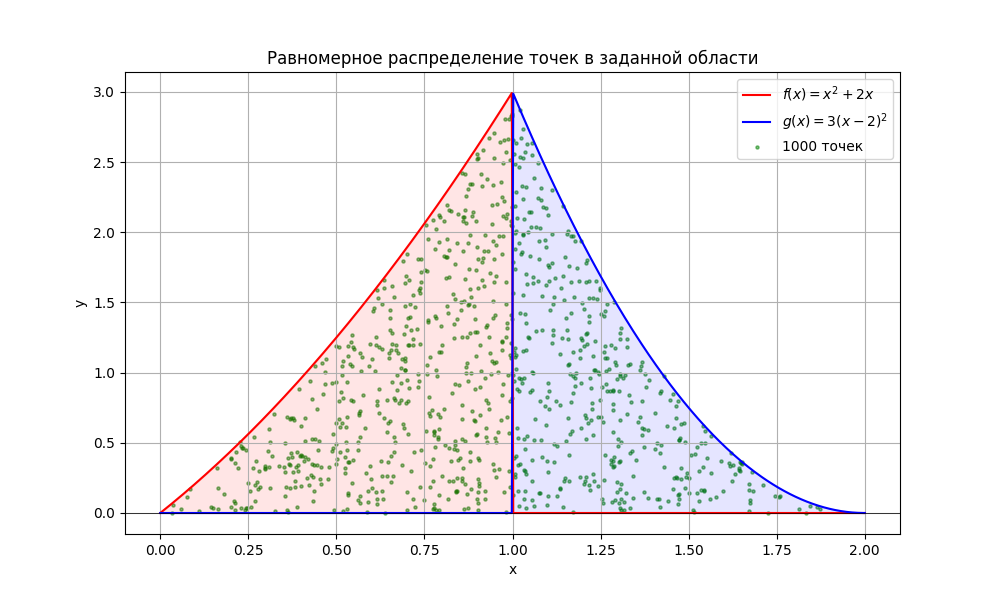 Равномерное распределение точек в заданной области
f(x) = x² + 2x
g(x) = 3(x − 2)²
1000 точек
3.0
2.5
2.0
1.5
1.0
0.5
0.0
y
0.00 0.25 0.50 0.75 1.00 1.25 1.50 1.75 2.00
x